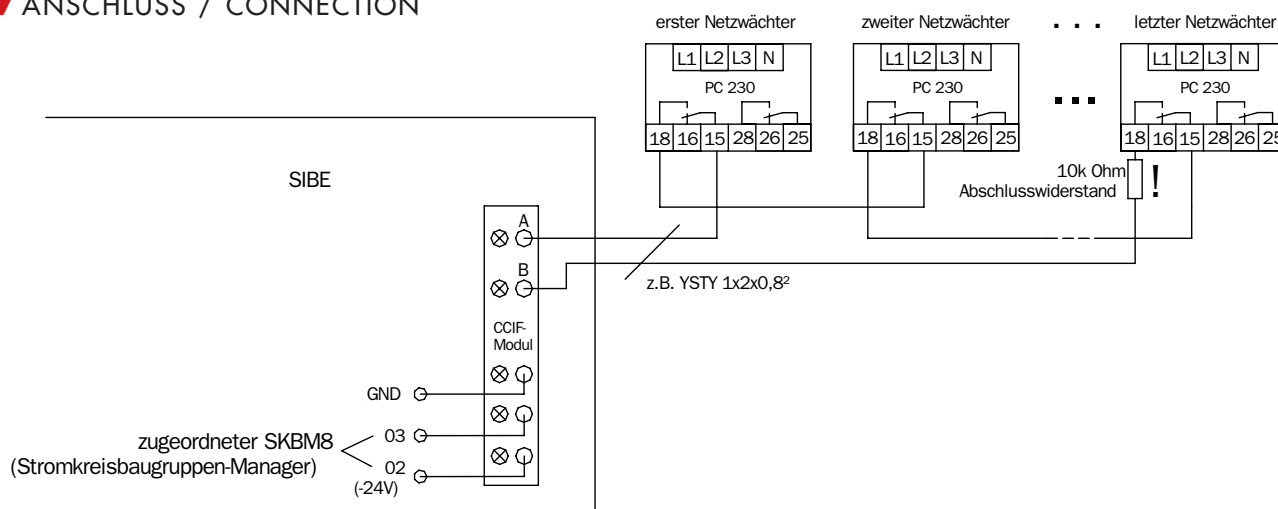 ANSCHLUSS / CONNECTION
erster Netzwächter
zweiter Netzwächter
. . .
letzter Netzwächter
L1 L2 L3 N
L1 L2 L3 N
L1 L2 L3 N
PC 230
PC 230
...
PC 230
18 16 15 28 26 25
18 16 15 28 26 25
18 16 15 28 26 25
10k Ohm
Abschlusswiderstand
!
SIBE
A
B
z.B. YSTY 1x2x0,8²
CCIF-
Modul
GND
zugeordneter SKBM8
(Stromkreisbaugruppen-Manager)
03
02
(-24V)